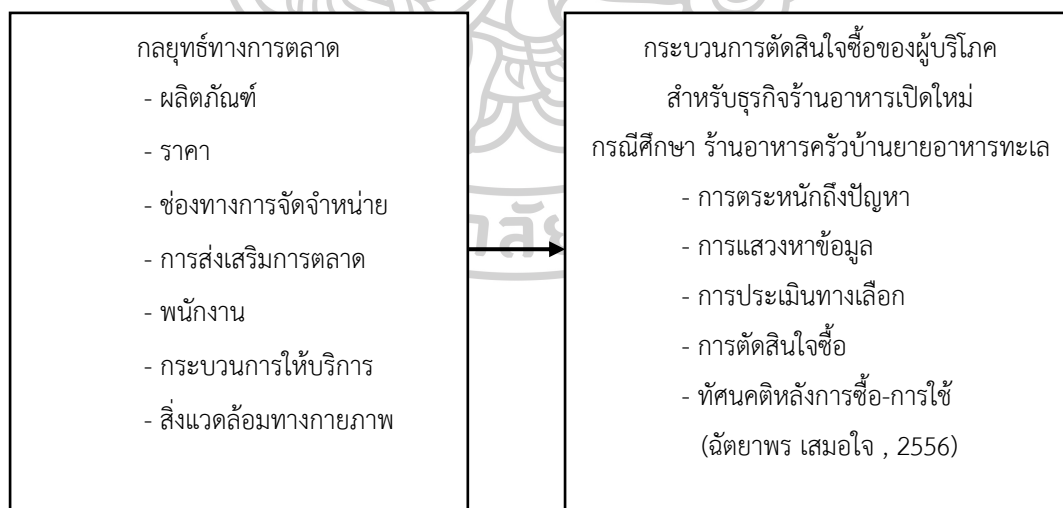 กลยุทธ์ทางการตลาด
- ผลิตภัณฑ์
- ราคา
- ช่องทางการจัดจำหน่าย
- การส่งเสริมการตลาด
- พนักงาน
- กระบวนการให้บริการ
- สิ่งแวดล้อมทางกายภาพ
กระบวนการตัดสินใจซื้อของผู้บริโภค
สำหรับธุรกิจร้านอาหารเปิดใหม่
กรณีศึกษา ร้านอาหารครัวบ้านยายอาหารทะเล
- การตระหนักถึงปัญหา
- การแสวงหาข้อมูล
- การประเมินทางเลือก
- การตัดสินใจซื้อ
- ทัศนคติหลังการซื้อ-การใช้
(ฉัตยาพร เสมอใจ , 2556)